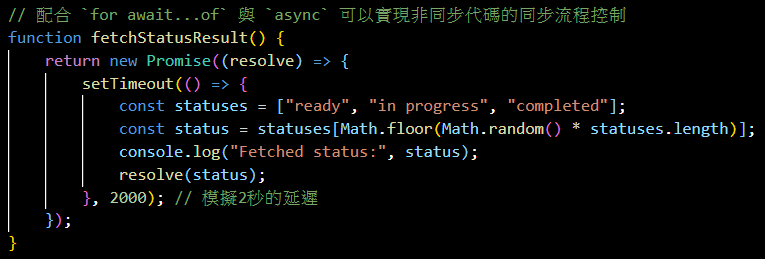 // 配合 `for await...of` 與 `async` 可以實現非同步代碼的同步流程控制
function fetchStatusResult() {
    return new Promise((resolve) => {
        setTimeout(() => {
            const statuses = ["ready", "in progress", "completed"];
            const status = statuses[Math.floor(Math.random() * statuses.length)];
            console.log("Fetched status:", status);
            resolve(status);
        }, 2000); // 模擬2秒的延遲
    });
}